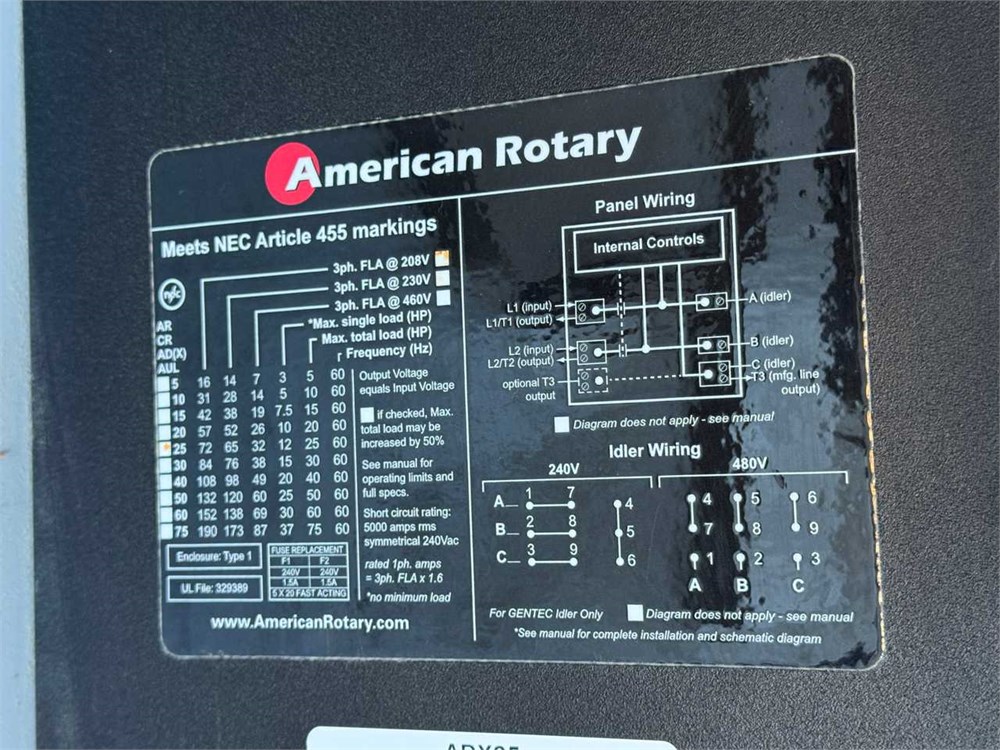 American Rotary
Meets NEC Article 455 markings
3ph. FLA @ 208V
3ph. FLA @ 230V
3ph. FLA @ 460V
*Max. single load (HP)
Max. total load (HP)
Frequency (Hz)
AR
CR
AD(X)
AUL
5 16 14 7 3 5 60
10 31 28 14 5 10 60
15 42 38 19 7.5 15 60
20 57 52 26 10 20 60
25 72 65 32 12 25 60
30 84 76 38 15 30 60
40 108 98 49 20 40 60
50 132 120 60 25 50 60
60 152 138 69 30 60 60
75 190 173 87 37 75 60
Output Voltage
equals Input Voltage
if checked, Max.
total load may be
increased by 50%
See manual for
operating limits and
full specs.
Short circuit rating:
5000 amps rms
symmetrical 240Vac
rated 1ph. amps
= 3ph. FLA x 1.6
*no minimum load
Enclosure: Type 1
UL File: 329389
FUSE REPLACEMENT
F1 F2
240V 240V
1.5A 1.5A
5 X 20 FAST ACTING
www.AmericanRotary.com
Panel Wiring
Internal Controls
L1 (input)
L1/T1 (output)
L2 (input)
L2/T2 (output)
optional T3
output
A (idler)
B (idler)
C (idler)
T3 (mfg. line
output)
Diagram does not apply - see manual
Idler Wiring
240V 480V
A 1 7 4
B 2 8 5
C 3 9 6
4 5 6
7 8 9
1 2 3
A B C
For GENTEC Idler Only
Diagram does not apply - see manual
*See manual for complete installation and schematic diagram